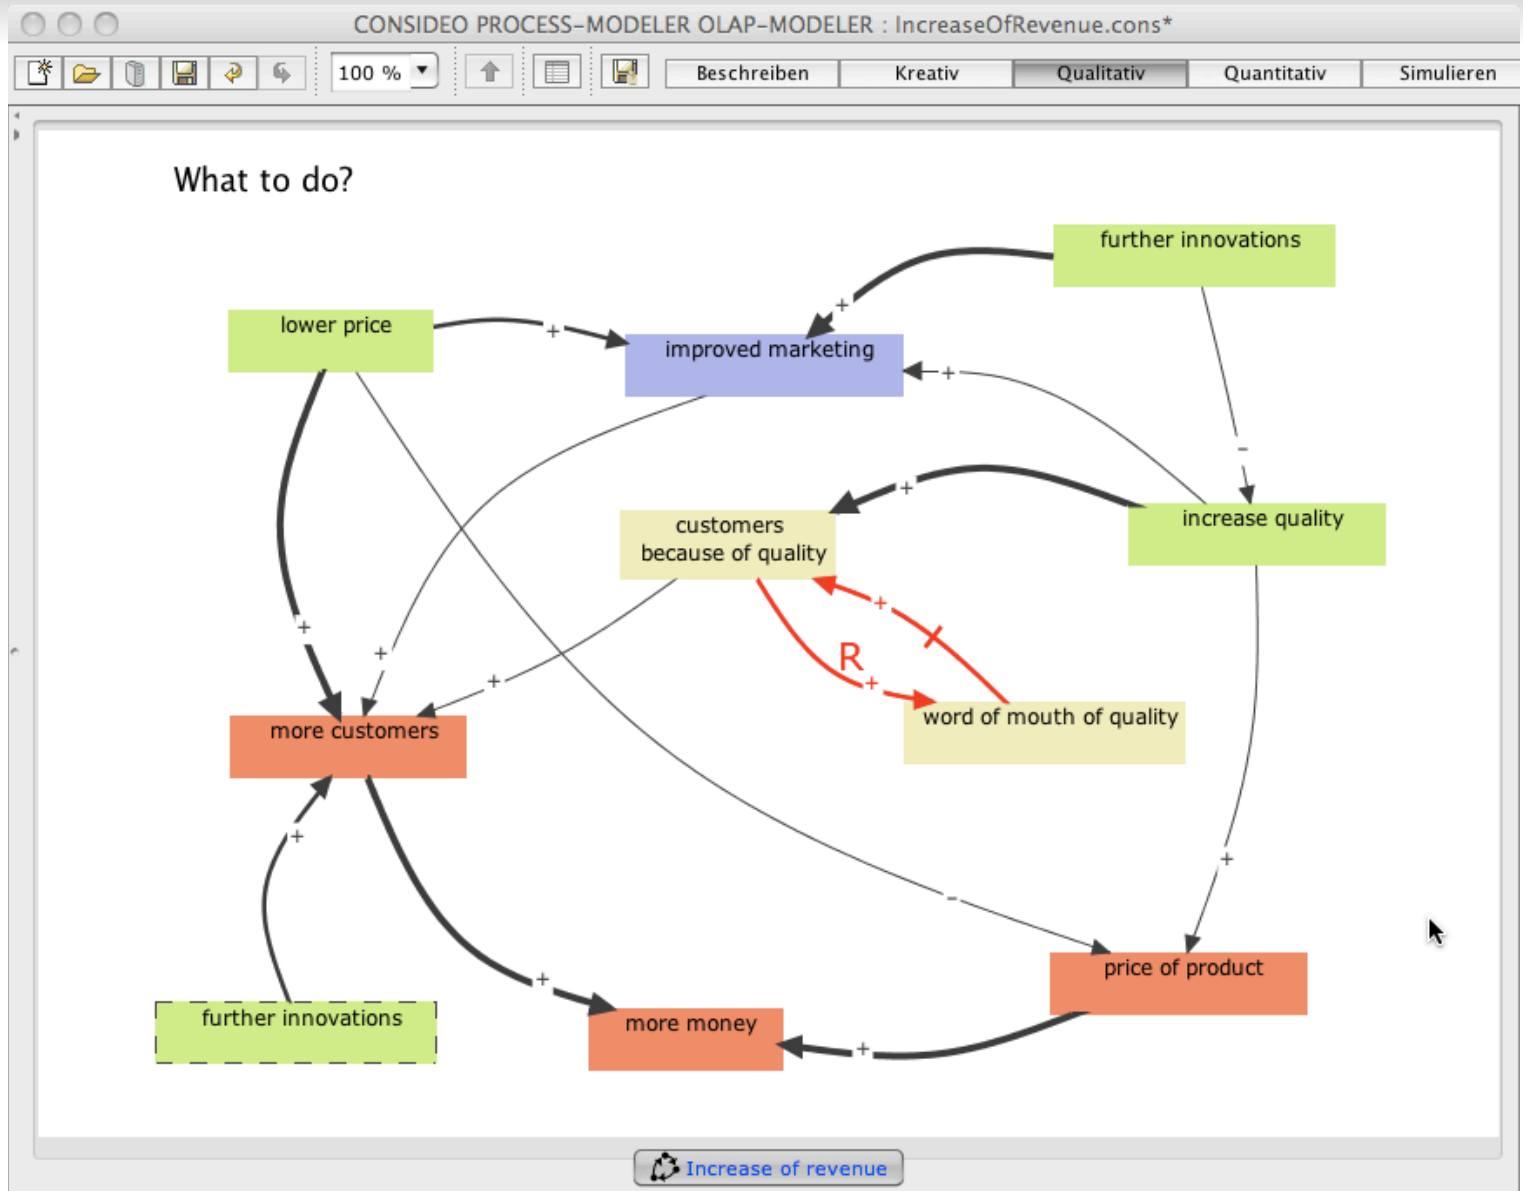 CONSIDEO PROCESS-MODELER OLAP-MODELER : IncreaseOfRevenue.cons*
100 %
Beschreiben
Kreativ
Qualitativ
Quantitativ
Simulieren
What to do?
further innovations
lower price
+
+
improved marketing
+
-
+
customers
because of quality
increase quality
+
+
+
R
+
+
+
word of mouth of quality
more customers
+
+
-
price of product
+
further innovations
more money
+
Increase of revenue